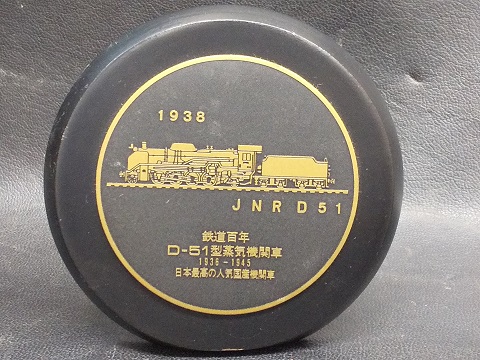 1938
JNR D51
鉄道百年
D-51型蒸気機関車
1936-1945
日本最高の人気国産機関車